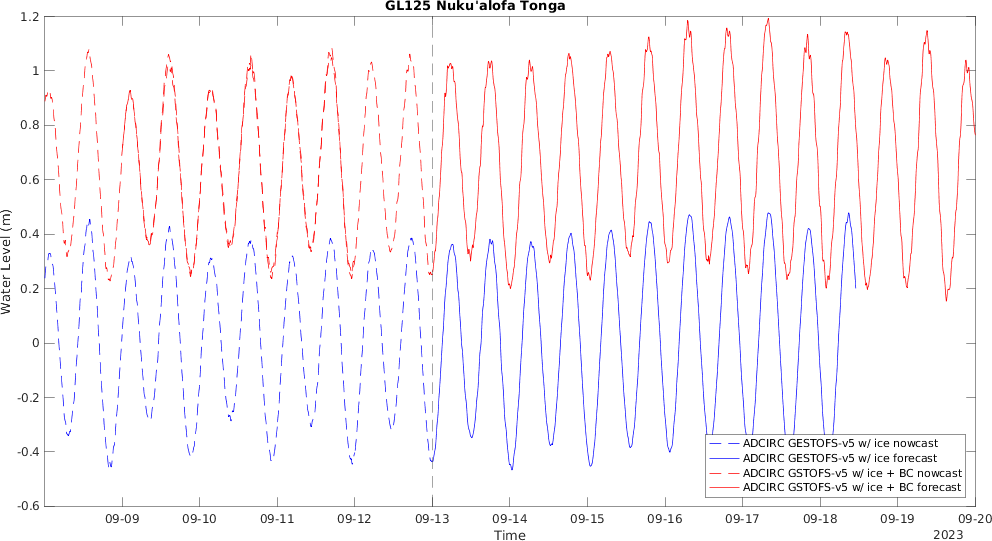 GL125 Nuku'alofa Tonga
Water Level (m)
1.2
1
0.8
0.6
0.4
0.2
0
-0.2
-0.4
-0.6
ADCIRC GESTOFS-v5 w/ ice nowcast
ADCIRC GESTOFS-v5 w/ ice forecast
ADCIRC GSTOFS-v5 w/ ice + BC nowcast
ADCIRC GSTOFS-v5 w/ ice + BC forecast
09-09 09-10 09-11 09-12 09-13 09-14 09-15 09-16 09-17 09-18 09-19 09-20
Time
2023